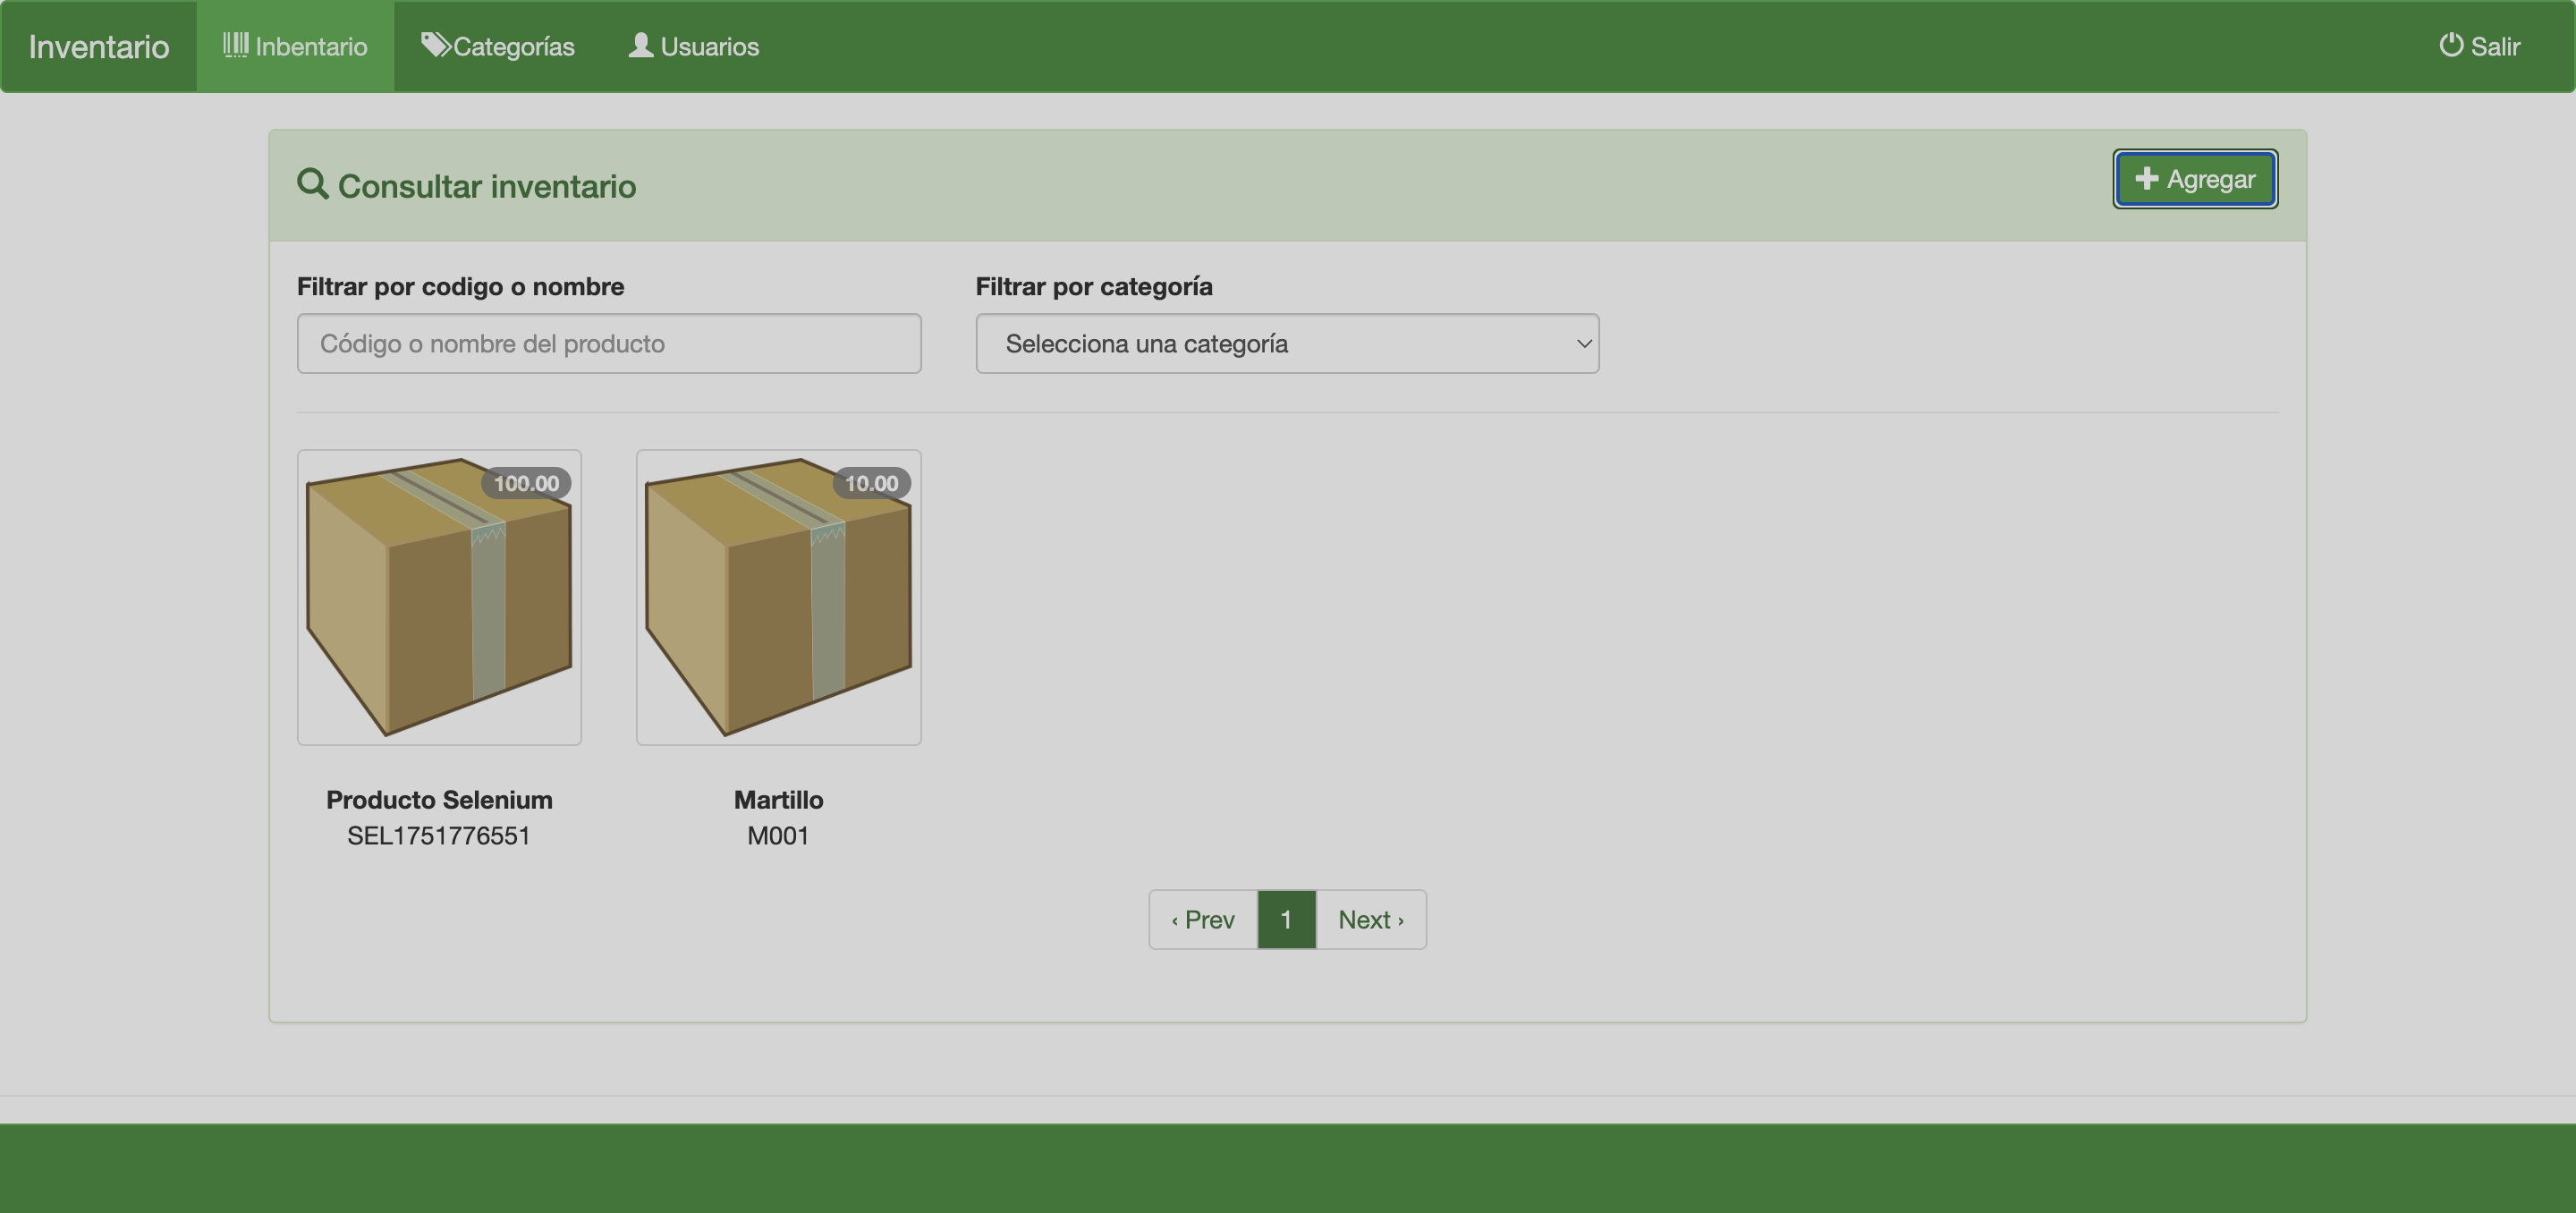 Inventario
Inbentario
Categorías
Usuarios
Salir
Consultar inventario
Agregar
Filtrar por codigo o nombre
Filtrar por categoría
Código o nombre del producto
Selecciona una categoría
100.00
10.00
Producto Selenium
SEL1751776551
Martillo
M001
‹ Prev
1
Next ›